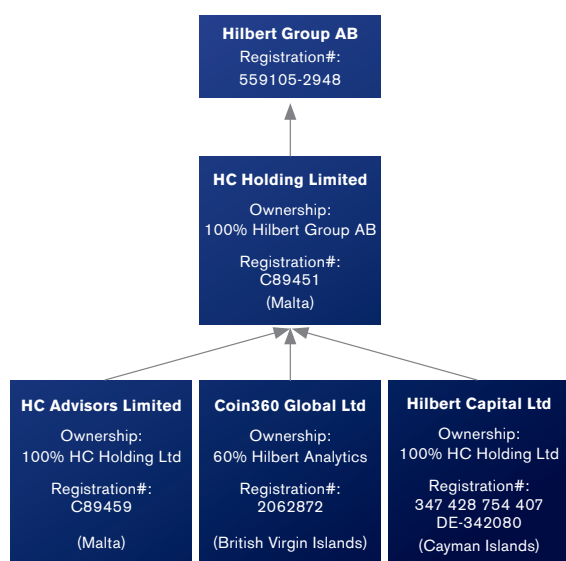 Hilbert Group AB
Registration#:
559105-2948
HC Holding Limited
Ownership:
100% Hilbert Group AB
Registration#:
C89451
(Malta)
HC Advisors Limited
Ownership:
100% HC Holding Ltd
Registration#:
C89459
(Malta)
Coin360 Global Ltd
Ownership:
60% Hilbert Analytics
Registration#:
2062872
(British Virgin Islands)
Hilbert Capital Ltd
Ownership:
100% HC Holding Ltd
Registration#:
347 428 754 407
DE-342080
(Cayman Islands)